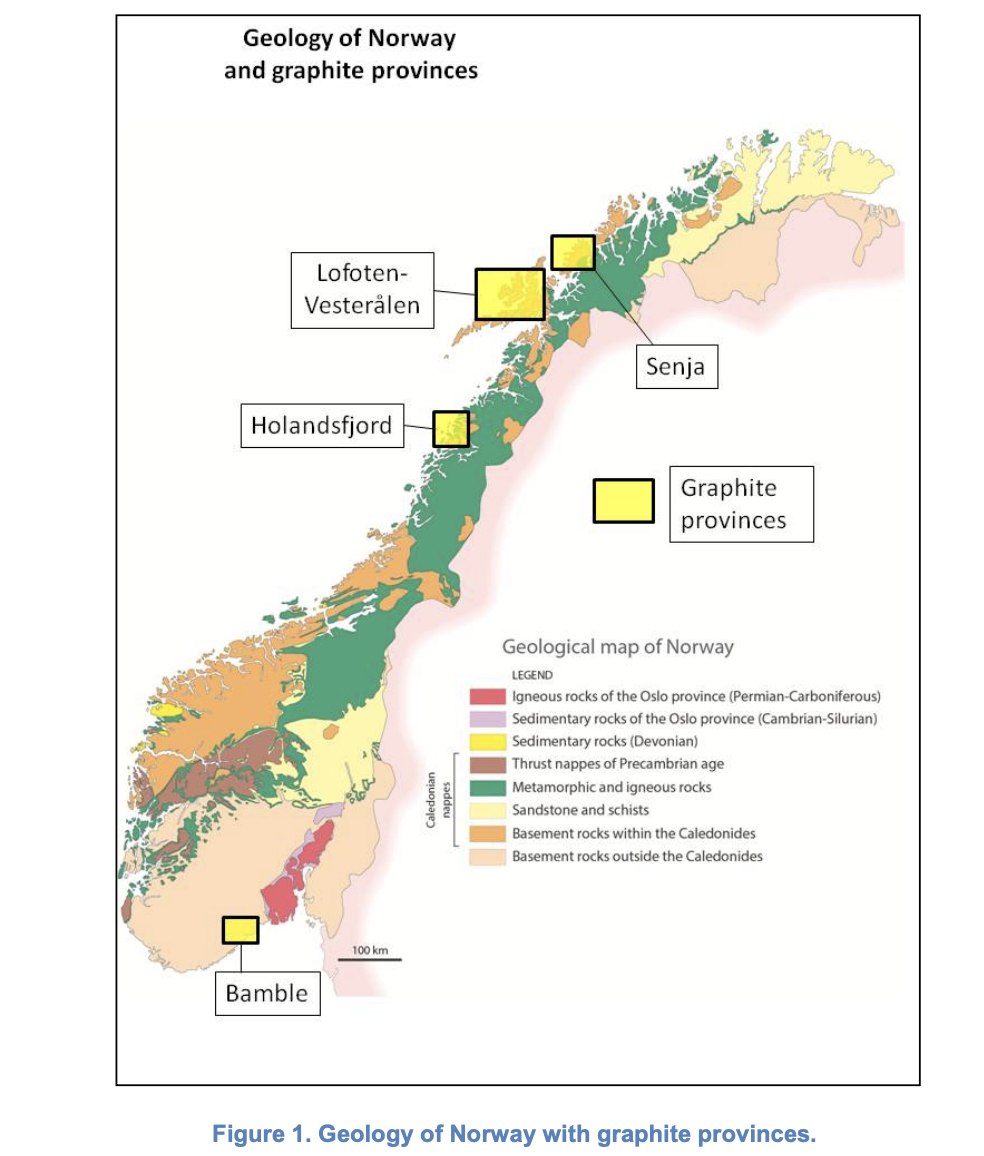 Geology of Norway
and graphite provinces
Lofoten-
Vesterålen
Senja
Holandsfjord
Graphite
provinces
Geological map of Norway
LEGEND
Igneous rocks of the Oslo province (Permian-Carboniferous)
Sedimentary rocks of the Oslo province (Cambrian-Silurian)
Sedimentary rocks (Devonian)
Thrust nappes of Precambrian age
Metamorphic and igneous rocks
Sandstone and schists
Basement rocks within the Caledonides
Basement rocks outside the Caledonides
Caledonian
nappes
100 km
Bamble
Figure 1. Geology of Norway with graphite provinces.